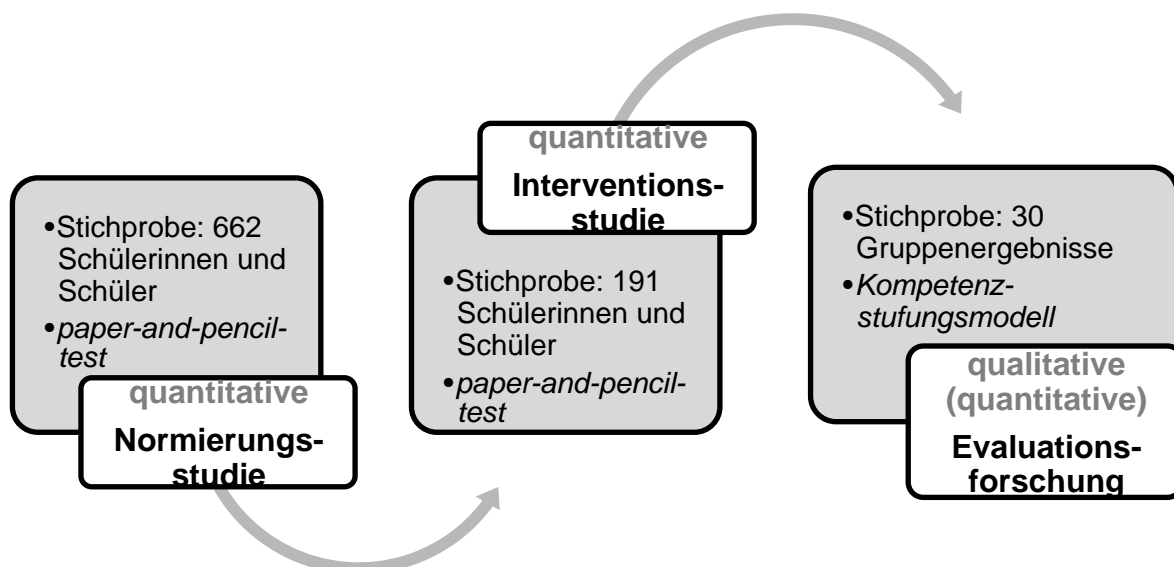 •Stichprobe: 662
Schülerinnen und
Schüler
•paper-and-pencil-
test
quantitative
Normierungs-
studie
quantitative
Interventions-
studie
•Stichprobe: 191
Schülerinnen und
Schüler
•paper-and-pencil-
test
•Stichprobe: 30
Gruppenergebnisse
•Kompetenz-
stufungsmodell
qualitative
(quantitative)
Evaluations-
forschung